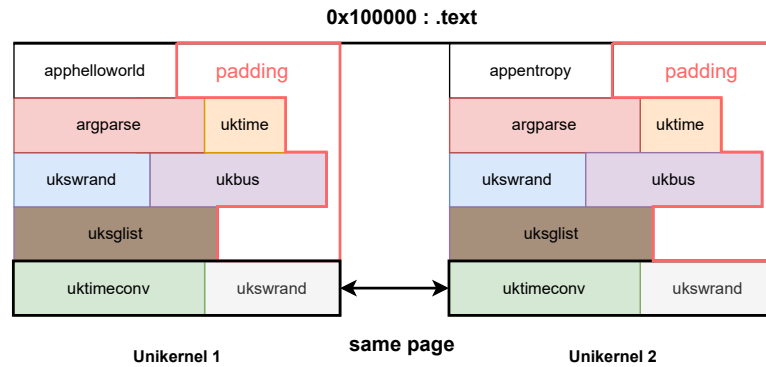 0x100000 : .text
apphelloworld padding appentropy padding
argparse uktime argparse uktime
ukswrand ukbus ukswrand ukbus
uksglist uksglist
uktimeconv ukswrand uktimeconv ukswrand
same page
Unikernel 1 Unikernel 2